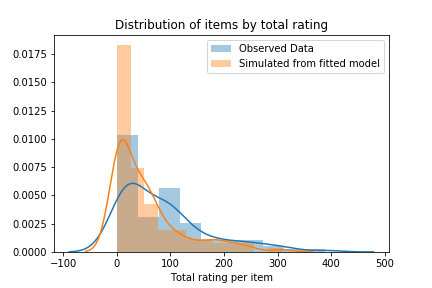 Distribution of items by total rating
Observed Data
Simulated from fitted model
0.0175
0.0150
0.0125
0.0100
0.0075
0.0050
0.0025
0.0000
−100 0 100 200 300 400 500
Total rating per item